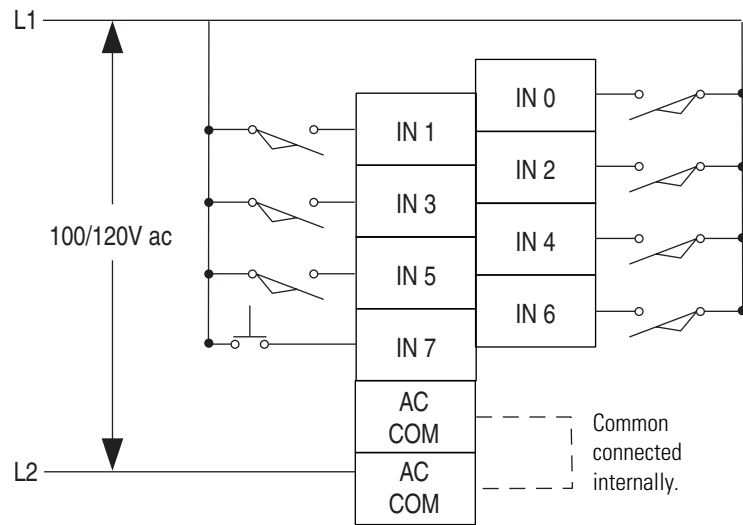 L1
IN 0
IN 1
IN 2
IN 3
100/120V ac
IN 4
IN 5
IN 6
IN 7
AC
COM
Common
connected
internally.
L2
AC
COM